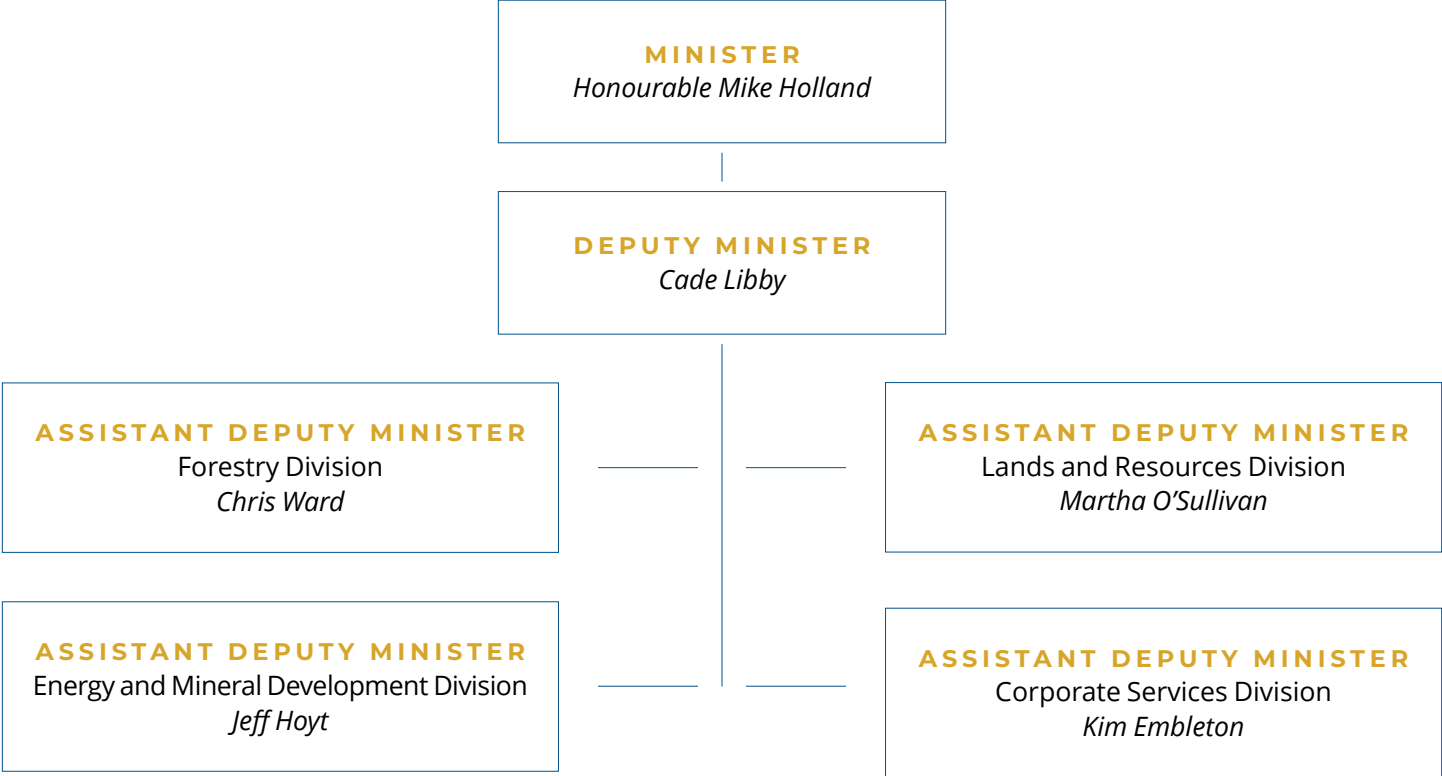 MINISTER
Honourable Mike Holland
DEPUTY MINISTER
Cade Libby
ASSISTANT DEPUTY MINISTER
Forestry Division
Chris Ward
ASSISTANT DEPUTY MINISTER
Lands and Resources Division
Martha O’Sullivan
ASSISTANT DEPUTY MINISTER
Energy and Mineral Development Division
Jeff Hoyt
ASSISTANT DEPUTY MINISTER
Corporate Services Division
Kim Embleton